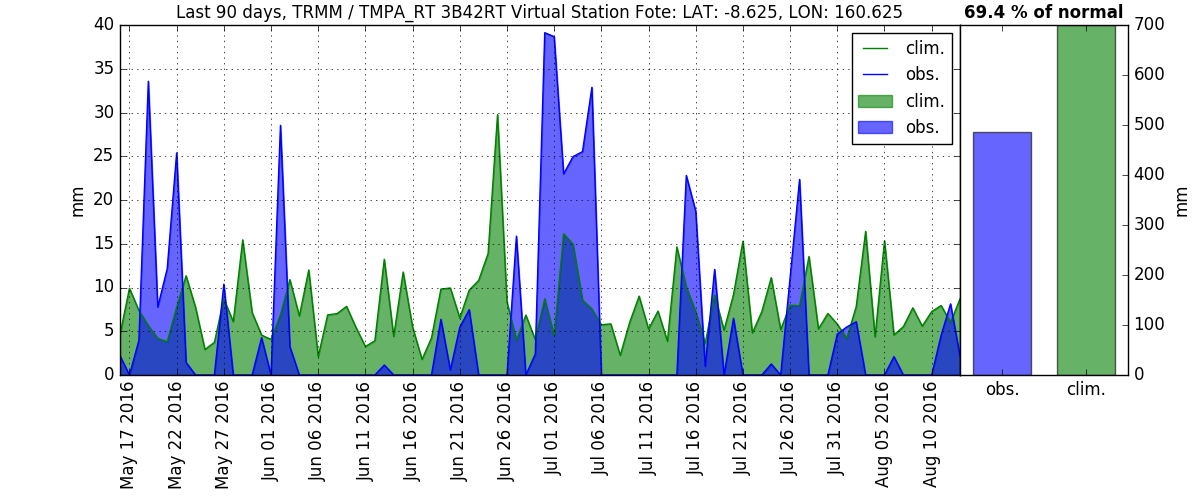 Last 90 days, TRMM / TMPA_RT 3B42RT Virtual Station Fote: LAT: -8.625, LON: 160.625
69.4 % of normal
40
35
30
25
20
15
10
5
0
mm
clim.
obs.
clim.
obs.
700
600
500
400
300
200
100
0
mm
May 17 2016
May 22 2016
May 27 2016
Jun 01 2016
Jun 06 2016
Jun 11 2016
Jun 16 2016
Jun 21 2016
Jun 26 2016
Jul 01 2016
Jul 06 2016
Jul 11 2016
Jul 16 2016
Jul 21 2016
Jul 26 2016
Jul 31 2016
Aug 05 2016
Aug 10 2016
obs.
clim.